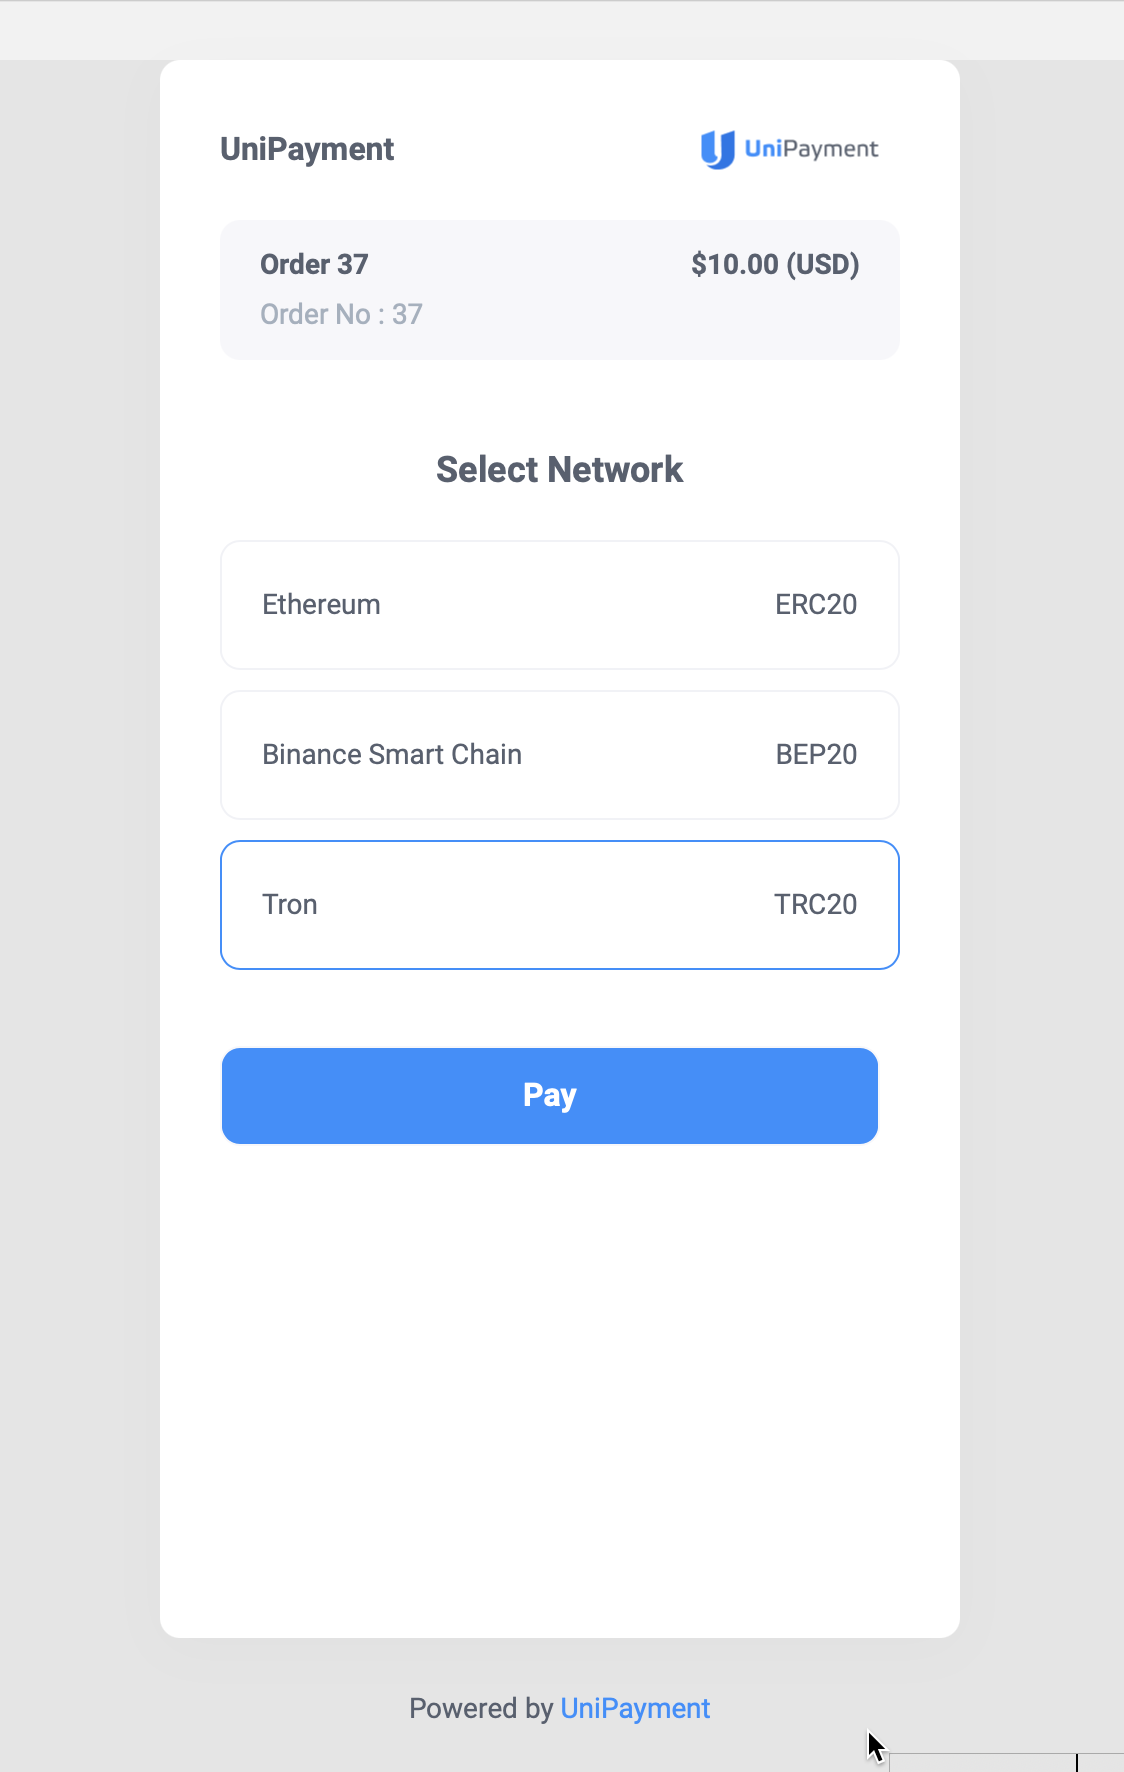 UniPayment UniPayment
Order 37 $10.00 (USD)
Order No : 37
Select Network
Ethereum ERC20
Binance Smart Chain BEP20
Tron TRC20
Pay
Powered by UniPayment